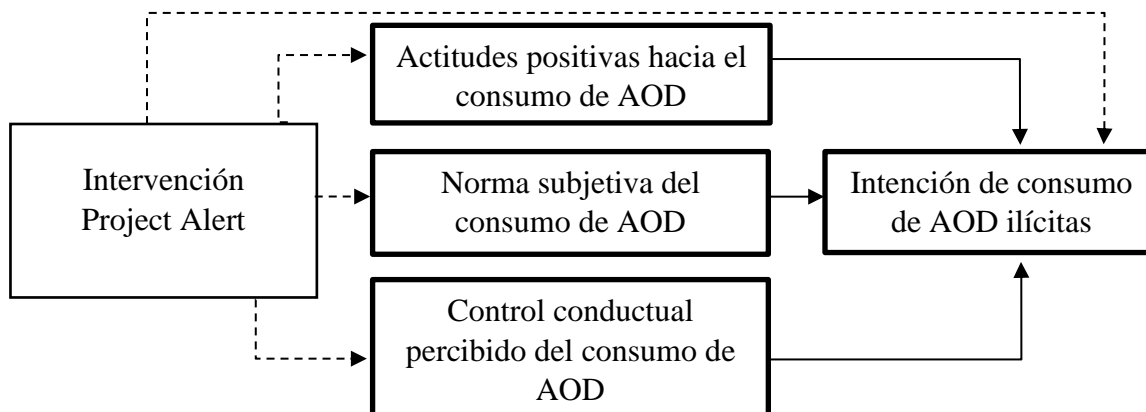 Actitudes positivas hacia el
consumo de AOD
Intervención
Project Alert
Norma subjetiva del
consumo de AOD
Intención de consumo
de AOD ilícitas
Control conductual
percibido del consumo de
AOD